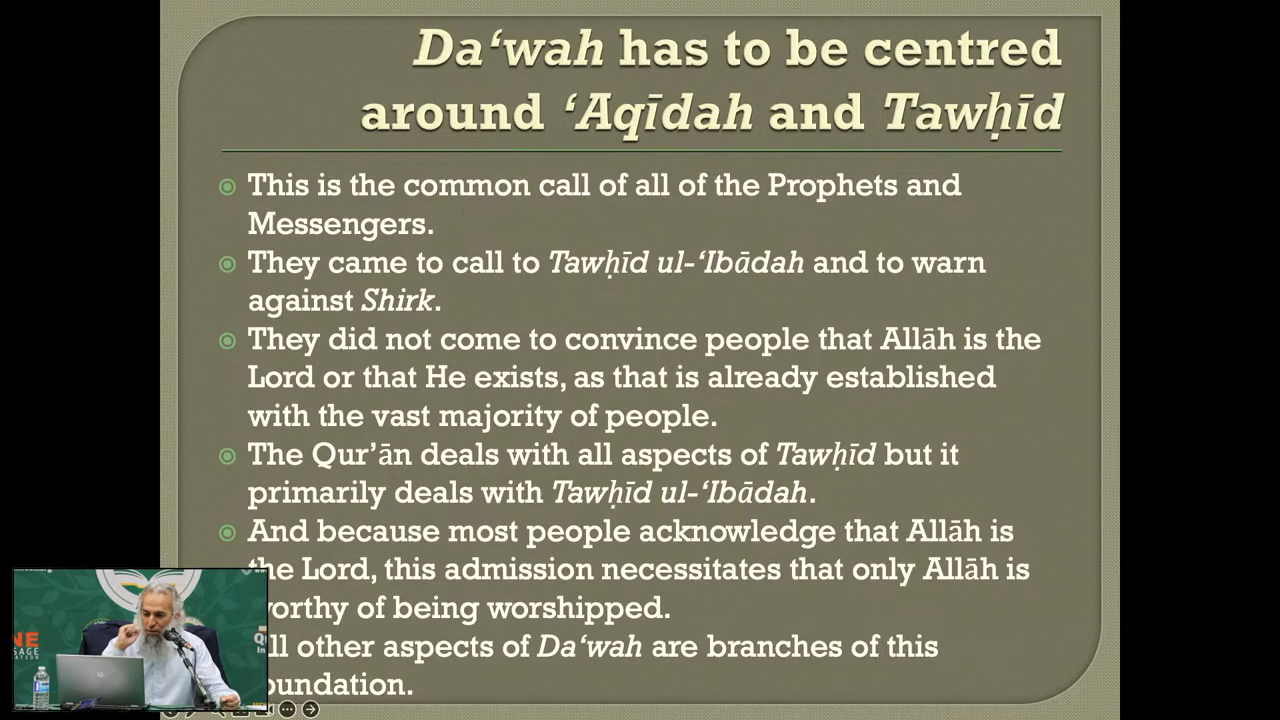 Da‘wah has to be centred
around ‘Aqīdah and Tawḥīd
This is the common call of all of the Prophets and
Messengers.
They came to call to Tawḥīd ul-‘Ibādah and to warn
against Shirk.
They did not come to convince people that Allāh is the
Lord or that He exists, as that is already established
with the vast majority of people.
The Qur’ān deals with all aspects of Tawḥīd but it
primarily deals with Tawḥīd ul-‘Ibādah.
And because most people acknowledge that Allāh is
the Lord, this admission necessitates that only Allāh is
worthy of being worshipped.
ll other aspects of Da‘wah are branches of this
oundation.
NE
SAGE
ATION